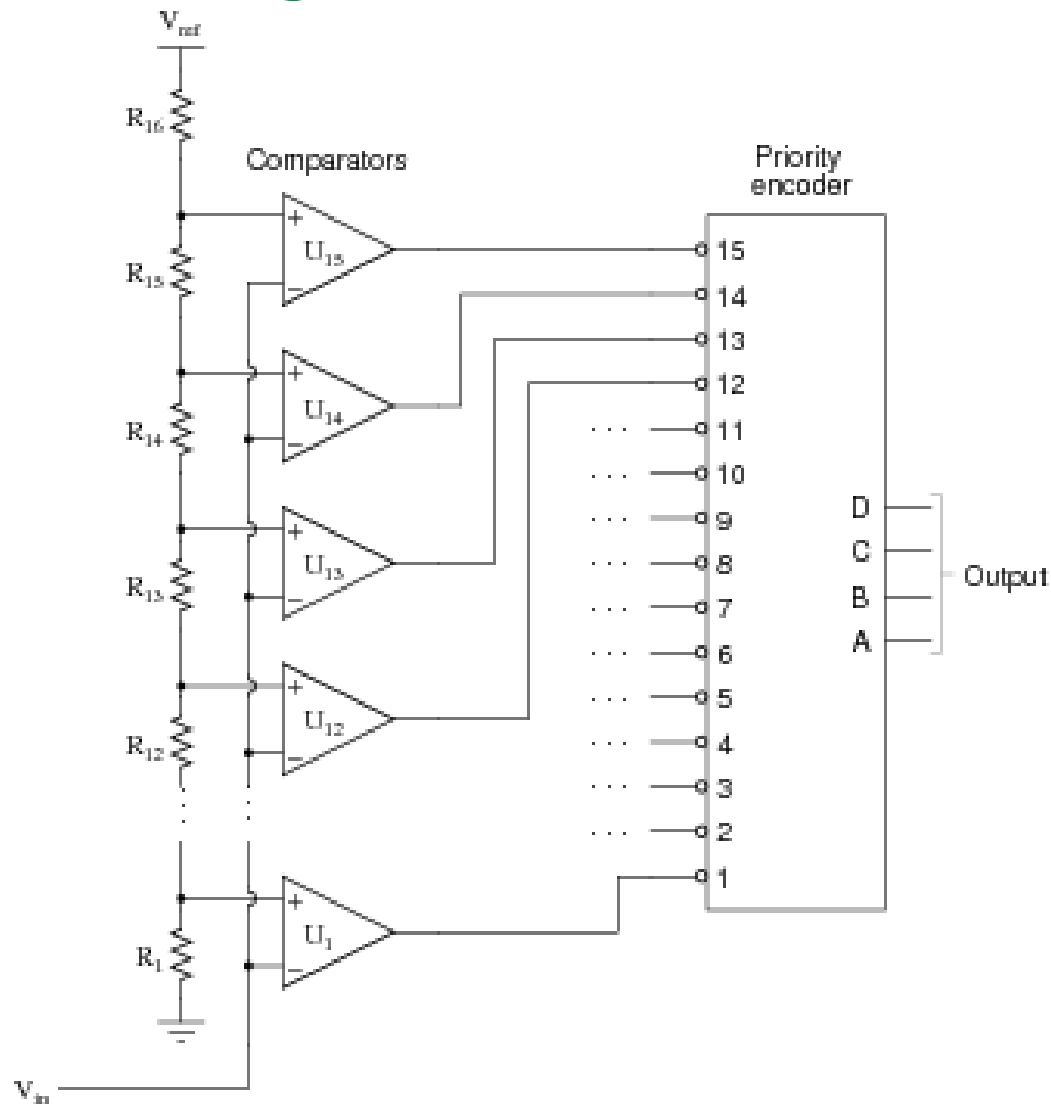 Vref
R16
Comparators
Priority
encoder
+
U15
−
15
R15
14
13
+
U14
−
12
R14
. . . 11
. . . 10
+
U13
−
. . . 9
D
. . . 8
C
Output
R13
. . . 7
B
. . . 6
A
+
U12
−
. . . 5
R12
. . . 4
. . . 3
. . . 2
1
+
U1
−
R1
Vin